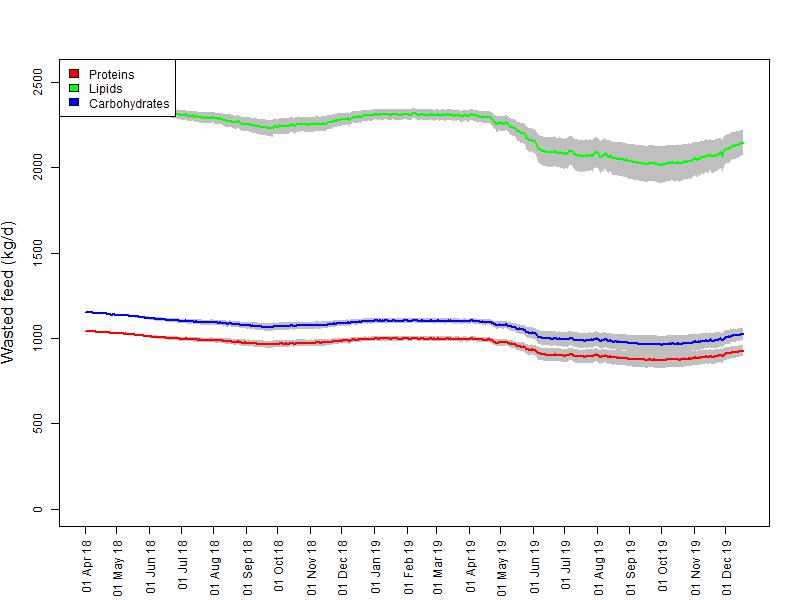 Proteins
Lipids
Carbohydrates
Wasted feed (kg/d)
2500
2000
1500
1000
500
0
01 Apr 18
01 May 18
01 Jun 18
01 Jul 18
01 Aug 18
01 Sep 18
01 Oct 18
01 Nov 18
01 Dec 18
01 Jan 19
01 Feb 19
01 Mar 19
01 Apr 19
01 May 19
01 Jun 19
01 Jul 19
01 Aug 19
01 Sep 19
01 Oct 19
01 Nov 19
01 Dec 19